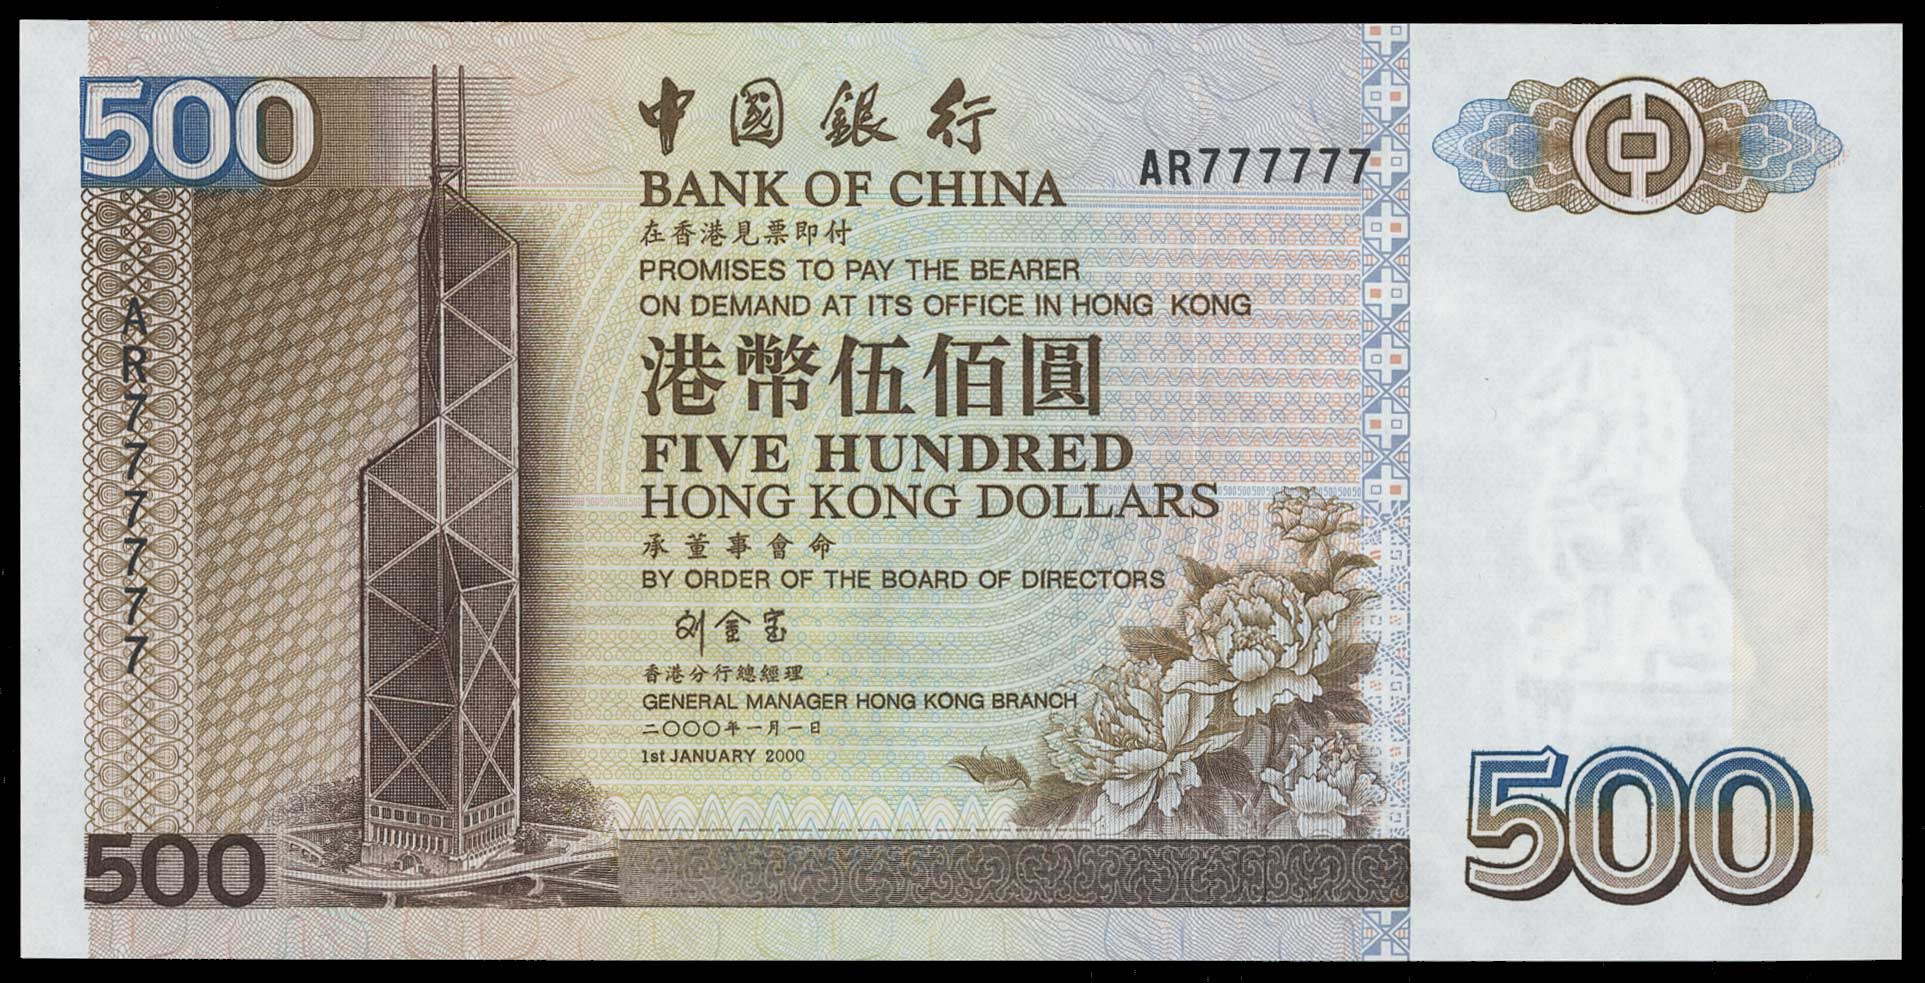 500
中國銀行
BANK OF CHINA
AR777777
在香港見票即付
PROMISES TO PAY THE BEARER
ON DEMAND AT ITS OFFICE IN HONG KONG
AR777777
港幣伍佰圓
FIVE HUNDRED
HONG KONG DOLLARS
承董事會命
BY ORDER OF THE BOARD OF DIRECTORS
刘金宝
香港分行總經理
GENERAL MANAGER HONG KONG BRANCH
二〇〇〇年一月一日
1st JANUARY 2000
500
500